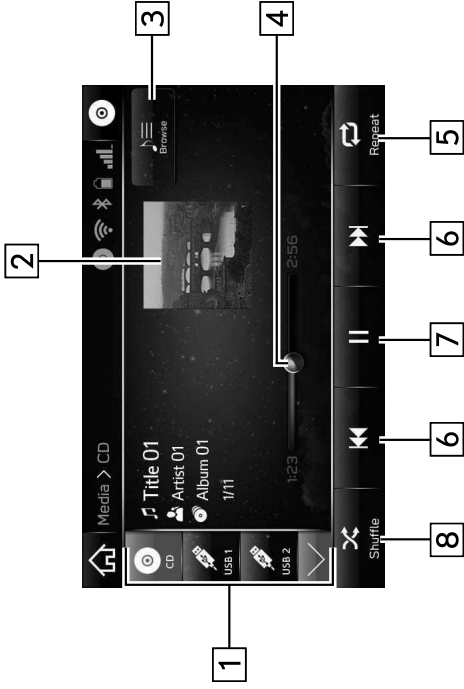 Media > CD
CD
USB 1
USB 2
Title 01
Artist 01
Album 01
1/11
Browse
1:23
2:56
Shuffle
Repeat
1
2
3
4
5
6
7
6
8